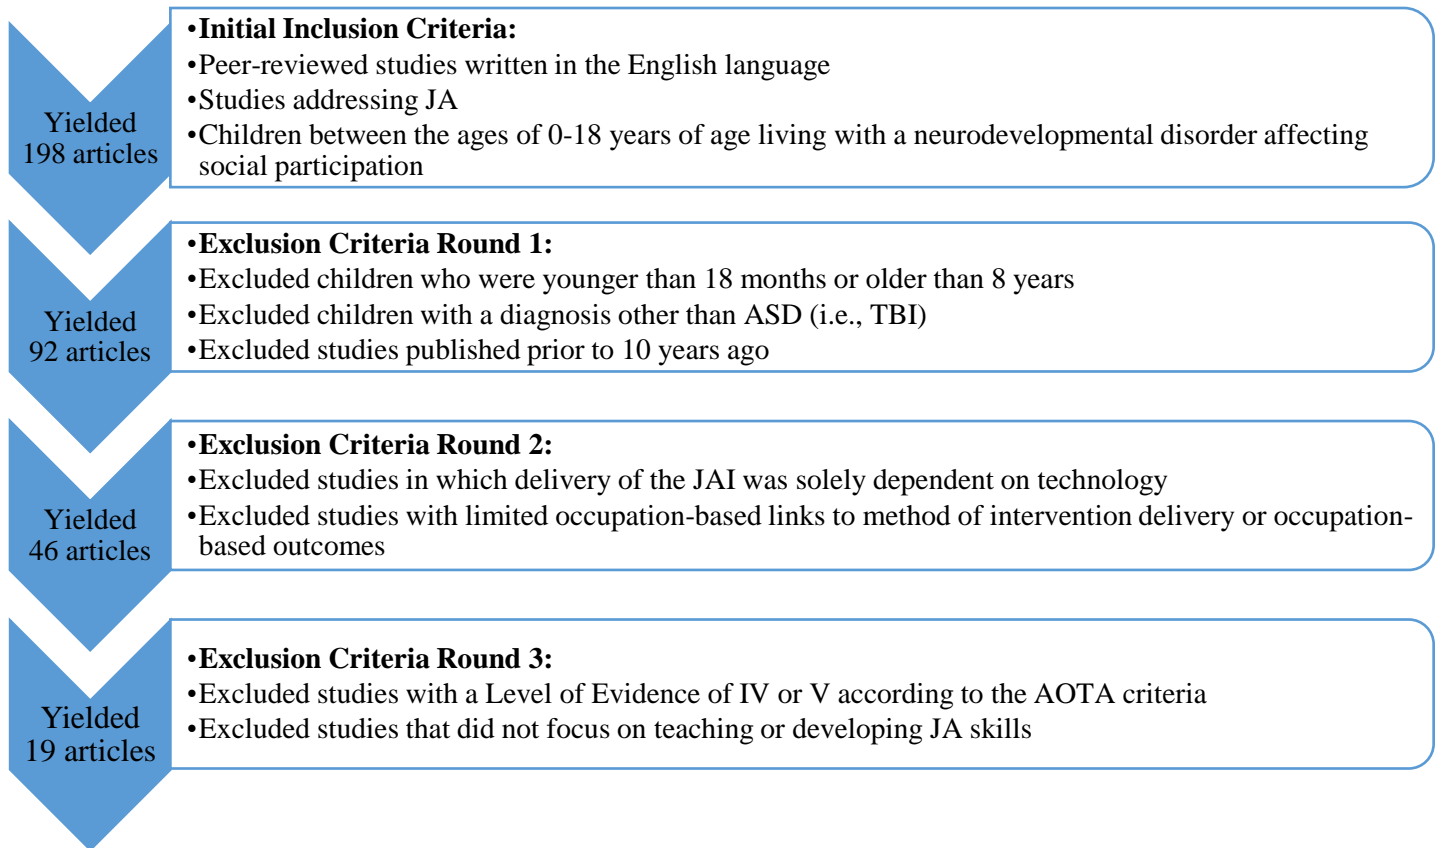 Yielded
198 articles
•Initial Inclusion Criteria:
•Peer-reviewed studies written in the English language
•Studies addressing JA
•Children between the ages of 0-18 years of age living with a neurodevelopmental disorder affecting
social participation
Yielded
92 articles
•Exclusion Criteria Round 1:
•Excluded children who were younger than 18 months or older than 8 years
•Excluded children with a diagnosis other than ASD (i.e., TBI)
•Excluded studies published prior to 10 years ago
Yielded
46 articles
•Exclusion Criteria Round 2:
•Excluded studies in which delivery of the JAI was solely dependent on technology
•Excluded studies with limited occupation-based links to method of intervention delivery or occupation-
based outcomes
Yielded
19 articles
•Exclusion Criteria Round 3:
•Excluded studies with a Level of Evidence of IV or V according to the AOTA criteria
•Excluded studies that did not focus on teaching or developing JA skills